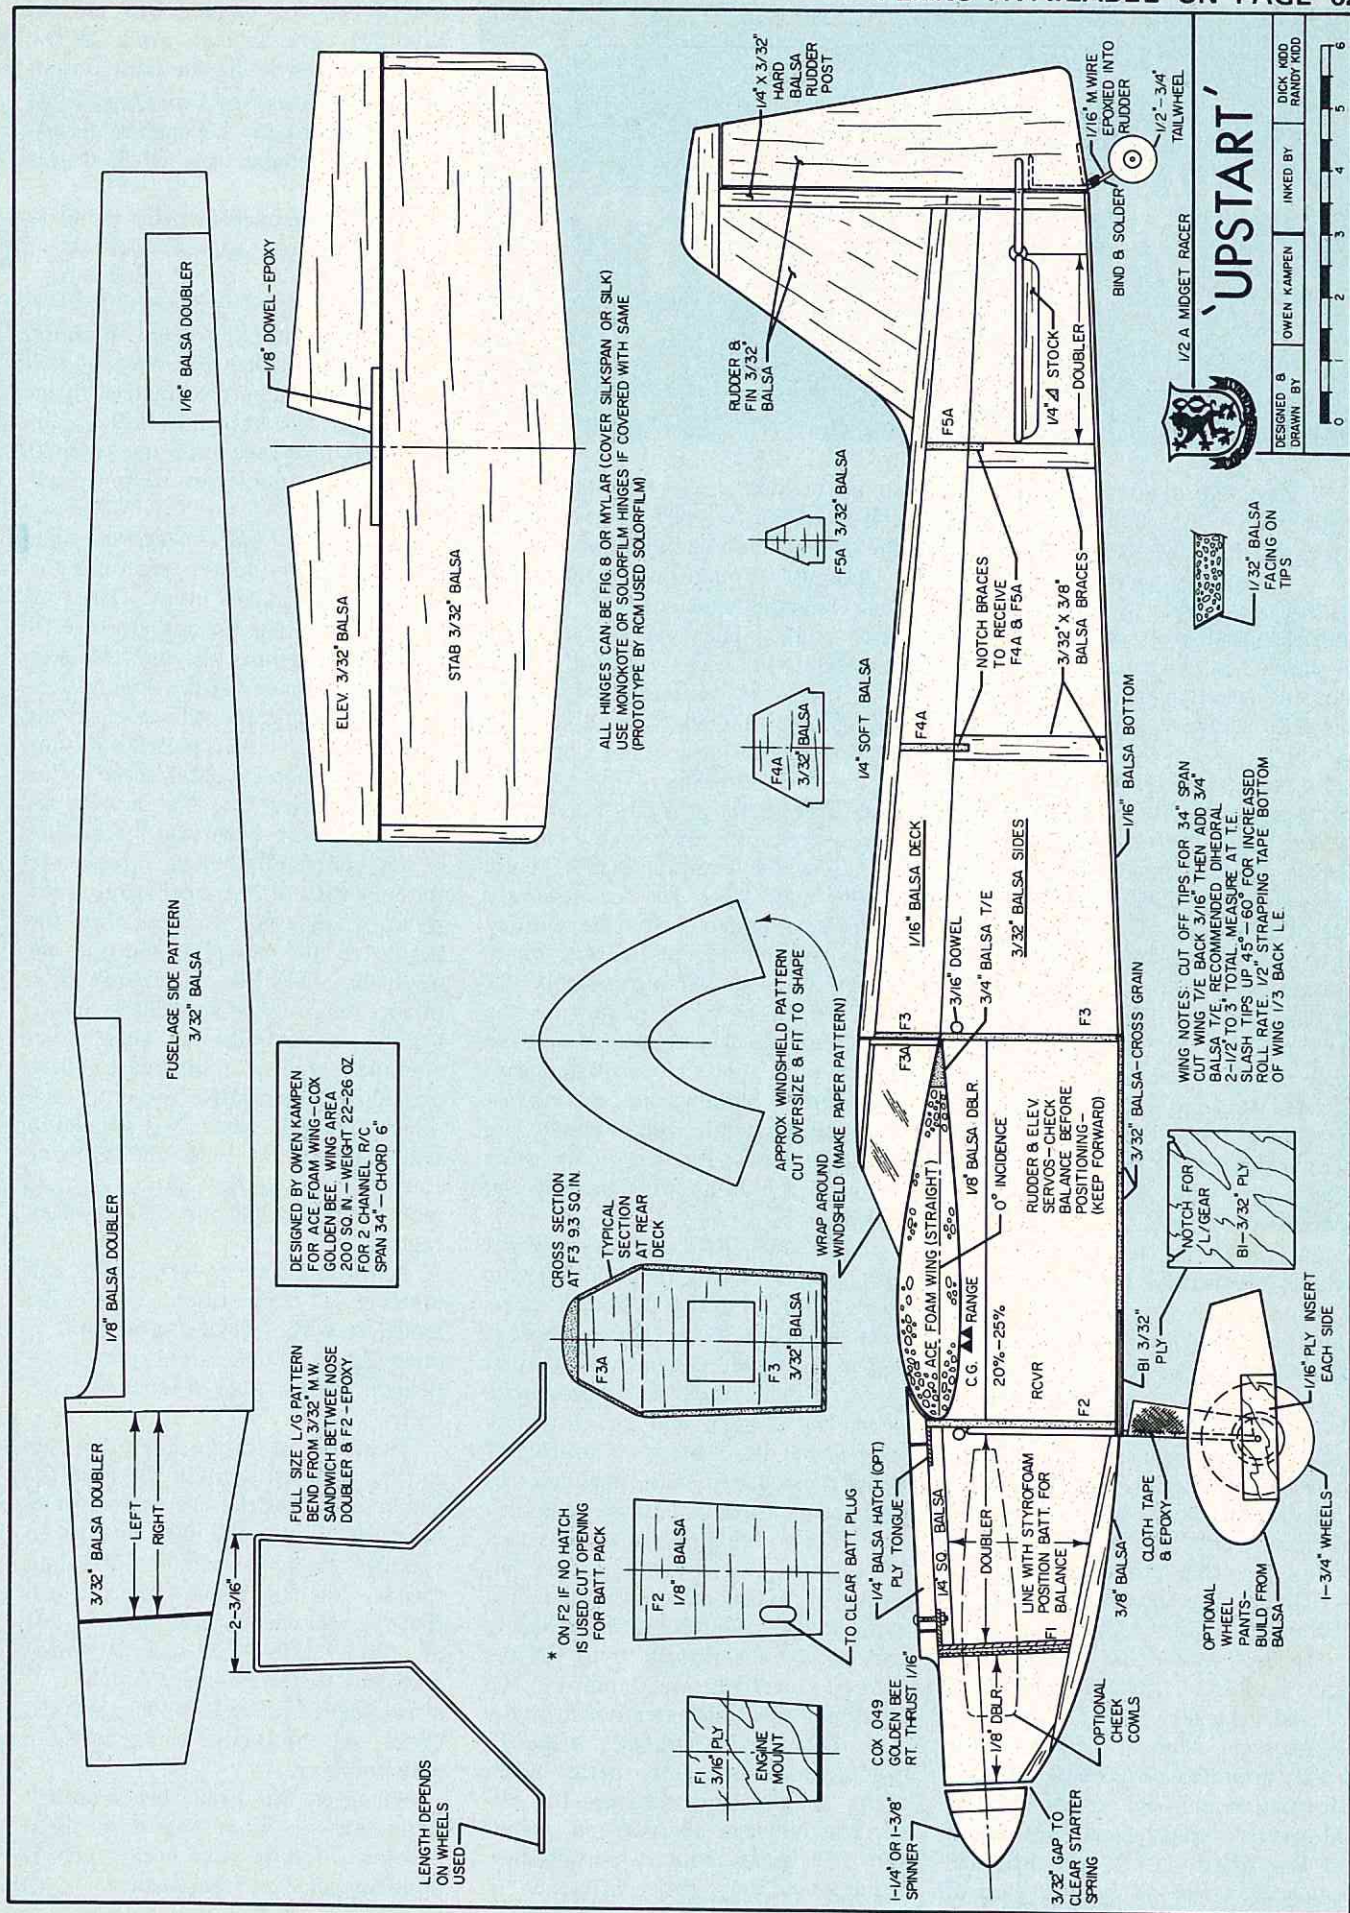 FUSELAGE SIDE PATTERN
3/32" BALSA
1/16" BALSA DOUBLER
1/8" BALSA DOUBLER
3/32" BALSA DOUBLER
LEFT
RIGHT
2-3/16"
FULL SIZE L/G PATTERN
BEND FROM 3/32" M.W.
SANDWICH BETWEE NOSE
DOUBLER & F2-EPOXY
LENGTH DEPENDS
ON WHEELS
USED
DESIGNED BY OWEN KAMPEN
FOR ACE FOAM WING-COX
GOLDEN BEE. WING AREA
200 SQ. IN.-WEIGHT 22-26 OZ.
FOR 2 CHANNEL R/C
SPAN 34"-CHORD 6"
1/8" DOWEL-EPOXY
ELEV. 3/32" BALSA
STAB 3/32" BALSA
ALL HINGES CAN BE FIG. 8 OR MYLAR (COVER SILKSPAN OR SILK)
USE MONOKOTE OR SOLORFILM HINGES IF COVERED WITH SAME
(PROTOTYPE BY RCM USED SOLORFILM)
* ON F2 IF NO HATCH
IS USED CUT OPENING
FOR BATT. PACK
F1
3/16" PLY
ENGINE
MOUNT
F2
1/8" BALSA
TO CLEAR BATT PLUG
CROSS SECTION
AT F3 9.3 SQ. IN.
TYPICAL
SECTION
AT REAR
DECK
F3A
F3
3/32" BALSA
APPROX. WINDSHIELD PATTERN
CUT OVERSIZE & FIT TO SHAPE
WRAP AROUND
WINDSHIELD (MAKE PAPER PATTERN)
F4A
3/32" BALSA
F5A 3/32" BALSA
1/4" SOFT BALSA
RUDDER &
FIN 3/32"
BALSA
1/4" X 3/32"
HARD
BALSA
RUDDER
POST
1-1/4" OR 1-3/8"
SPINNER
COX 049
GOLDEN BEE
RT. THRUST 1/16"
1/4" BALSA HATCH (OPT)
PLY TONGUE
1/4" SQ. BALSA
DOUBLER
LINE WITH STYROFOAM
POSITION BATT. FOR
BALANCE
F1
1/8" DBLR.
3/32" GAP TO
CLEAR STARTER
SPRING
OPTIONAL
CHEEK
COWLS
3/8" BALSA
ACE FOAM WING (STRAIGHT)
C.G. RANGE
20%-25%
1/8" BALSA DBLR.
0° INCIDENCE
RCVR
F2
RUDDER & ELEV.
SERVOS-CHECK
BALANCE BEFORE
POSITIONING-
(KEEP FORWARD)
F3A
F3
3/16" DOWEL
3/4" BALSA T/E
F3
1/16" BALSA DECK
3/32" BALSA SIDES
F4A
NOTCH BRACES
TO RECEIVE
F4A & F5A
3/32" X 3/8"
BALSA BRACES
F5A
1/4" STOCK
DOUBLER
BIND & SOLDER
1/16" M.WIRE
EPOXIED INTO
RUDDER
1/2"-3/4"
TAILWHEEL
1/16" BALSA BOTTOM
3/32" BALSA-CROSS GRAIN
B1 3/32"
PLY
CLOTH TAPE
& EPOXY
OPTIONAL
WHEEL
PANTS-
BUILD FROM
BALSA
1-3/4" WHEELS
1/16" PLY INSERT
EACH SIDE
NOTCH FOR
L/GEAR
B1-3/32" PLY
WING NOTES: CUT OFF TIPS FOR 34" SPAN
CUT WING T/E BACK 3/16" THEN ADD 3/4"
BALSA T/E. RECOMMENDED DIHEDRAL
2-1/2" TO 3" TOTAL, MEASURE AT T.E.
SLASH TIPS UP 45°-60° FOR INCREASED
ROLL RATE. 1/2" STRAPPING TAPE BOTTOM
OF WING 1/3 BACK L.E.
1/32" BALSA
FACING ON
TIPS
1/2 A MIDGET RACER
'UPSTART'
DESIGNED &
DRAWN BY
OWEN KAMPEN
INKED BY
DICK KIDD
RANDY KIDD
0 1 2 3 4 5 6